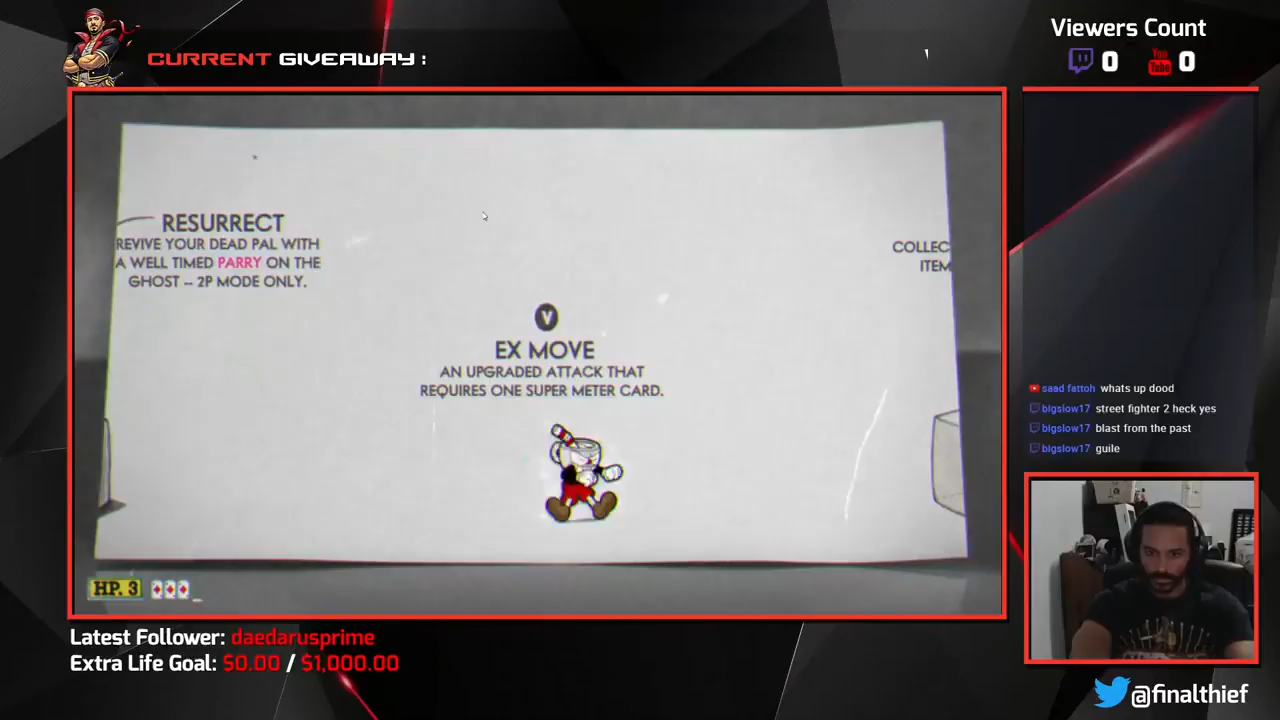 CURRENT GIVEAWAY :
Viewers Count
0
You Tube 0
RESURRECT
REVIVE YOUR DEAD PAL WITH
A WELL TIMED PARRY ON THE
GHOST -- 2P MODE ONLY.
V
EX MOVE
AN UPGRADED ATTACK THAT
REQUIRES ONE SUPER METER CARD.
COLLEC
ITEM
HP. 3
saad fattoh whats up dood
bigslow17 street fighter 2 heck yes
bigslow17 blast from the past
bigslow17 guile
Latest Follower: daedarusprime
Extra Life Goal: $0.00 / $1,000.00
@finalthief